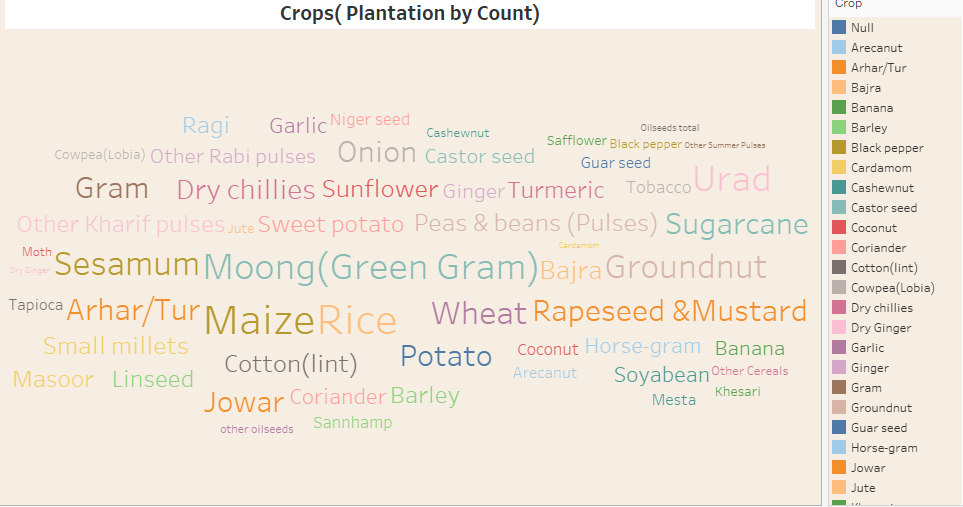 Crops( Plantation by Count)
Ragi Garlic Niger seed
Cashewnut Oilseeds total
Cowpea(Lobia) Other Rabi pulses Onion Castor seed Safflower Black pepper Other Summer Pulses
Guar seed
Gram Dry chillies Sunflower Ginger Turmeric Tobacco Urad
Other Kharif pulses Jute Sweet potato Peas & beans (Pulses) Sugarcane
Moth Cardamom
Dry Ginger Sesamum Moong(Green Gram) Bajra Groundnut
Tapioca Arhar/Tur Maize Rice Wheat Rapeseed &Mustard
Small millets Cotton(lint) Potato Coconut Horse-gram Banana
Masoor Linseed Arecanut Soyabean Other Cereals
Jowar Coriander Barley Mesta Khesari
other oilseeds Sannhamp
Crop
Null
Arecanut
Arhar/Tur
Bajra
Banana
Barley
Black pepper
Cardamom
Cashewnut
Castor seed
Coconut
Coriander
Cotton(lint)
Cowpea(Lobia)
Dry chillies
Dry Ginger
Garlic
Ginger
Gram
Groundnut
Guar seed
Horse-gram
Jowar
Jute